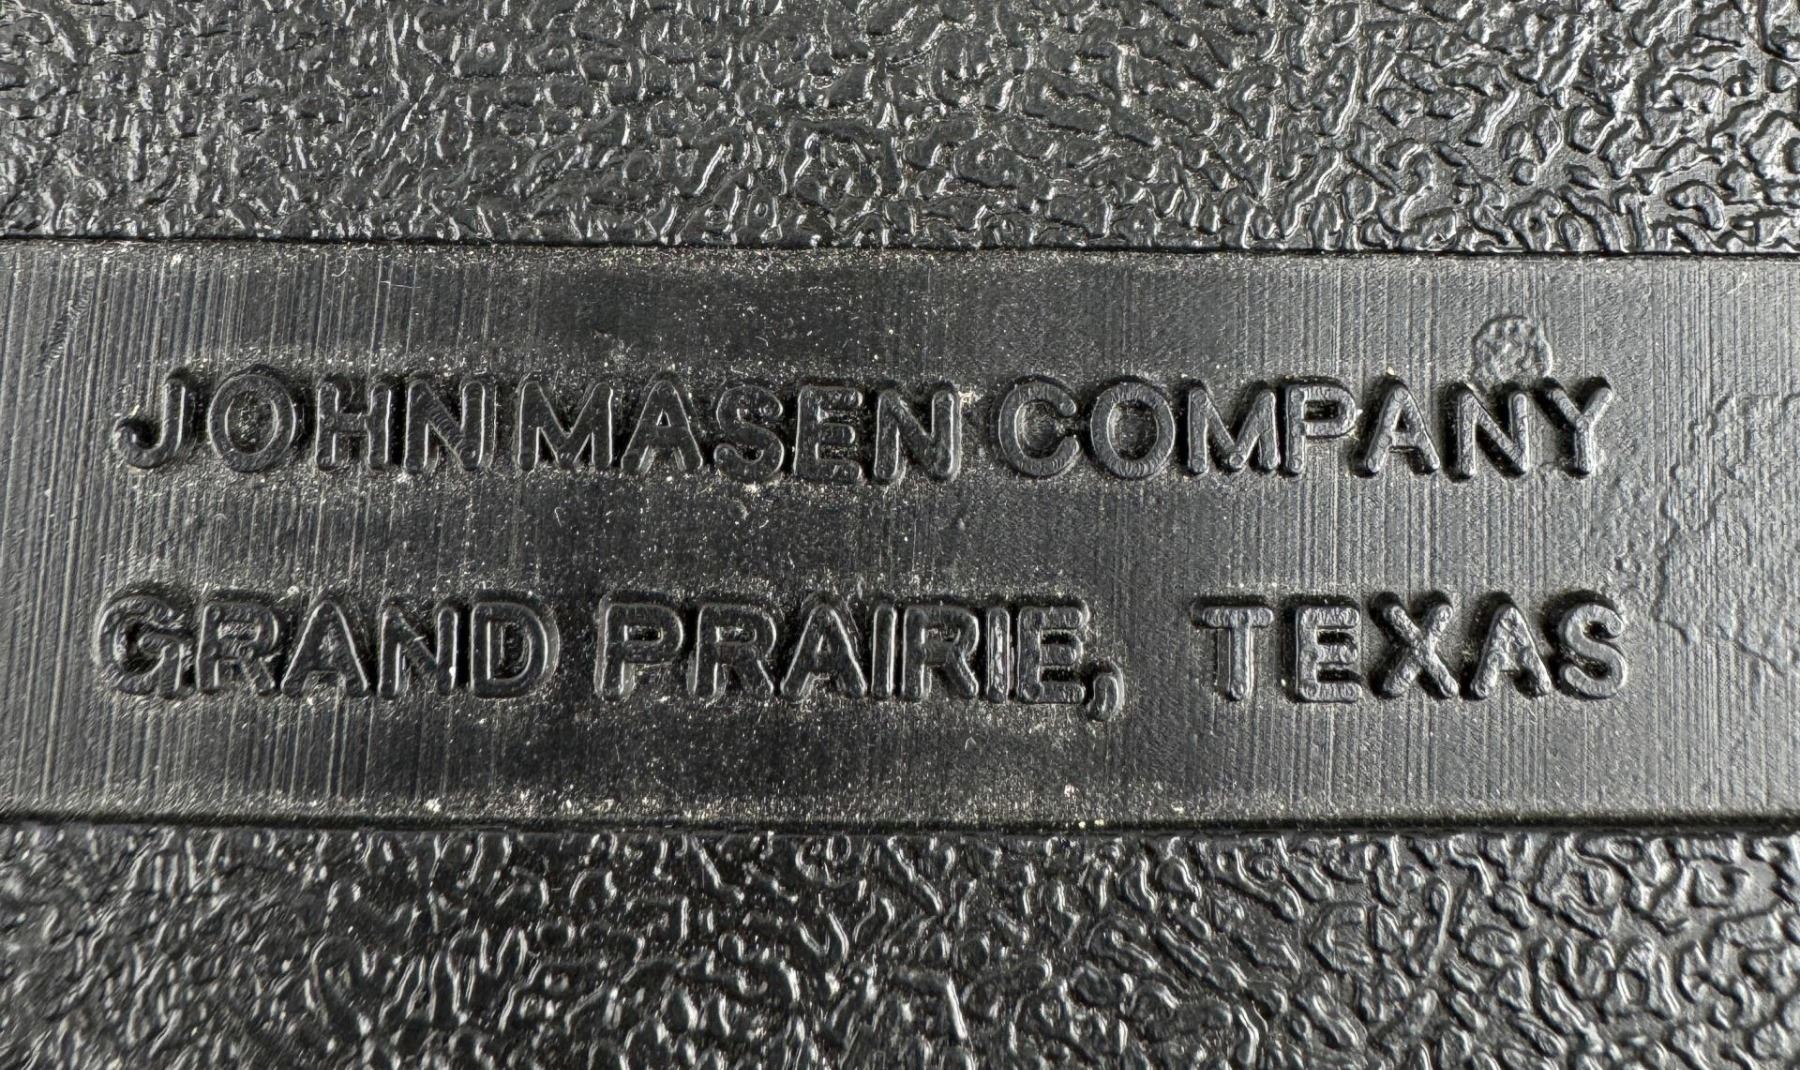 JOHN MASEN COMPANY
GRAND PRAIRIE, TEXAS